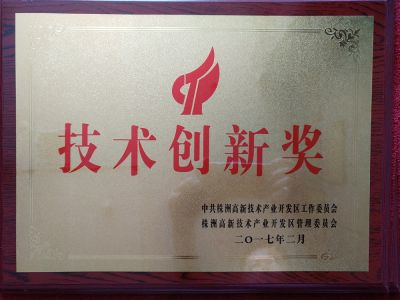 技术创新奖
中共株洲高新技术产业开发区工作委员会
株洲高新技术产业开发区管理委员会
二〇一七年二月